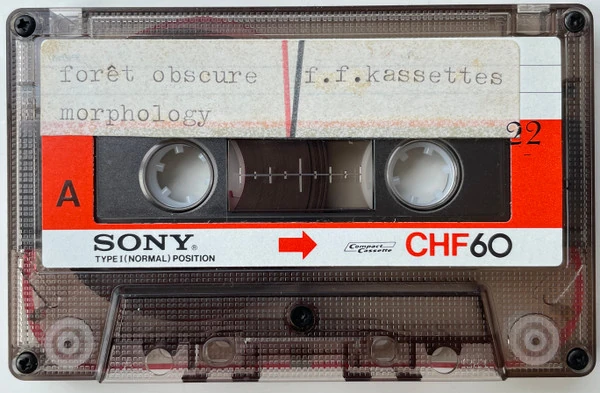 forêt obscure
morphology
f.f.kassettes
22
A
SONY®
TYPE I (NORMAL) POSITION
Compact Cassette
CHF60